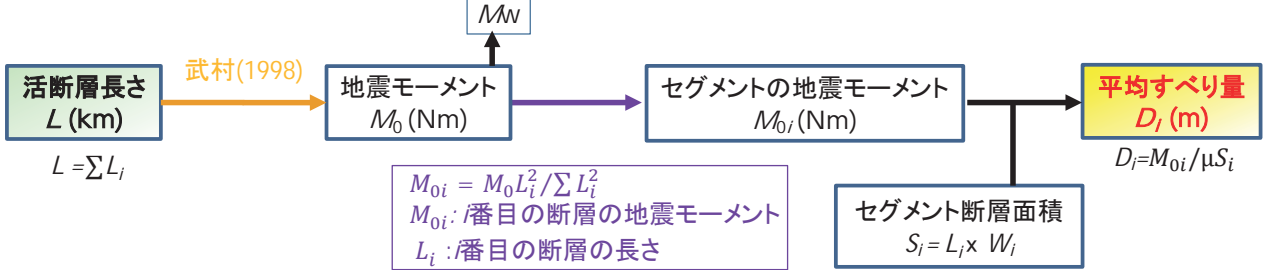 Mw
武村(1998)
活断層長さ
L (km)
L =∑ Lᵢ
地震モーメント
M₀ (Nm)
セグメントの地震モーメント
M₀ᵢ (Nm)
平均すべり量
Dᵢ (m)
Dᵢ=M₀ᵢ/μSᵢ
M₀ᵢ = M₀Lᵢ²/∑ Lᵢ²
M₀ᵢ: i番目の断層の地震モーメント
Lᵢ :i番目の断層の長さ
セグメント断層面積
Sᵢ = Lᵢ x Wᵢ